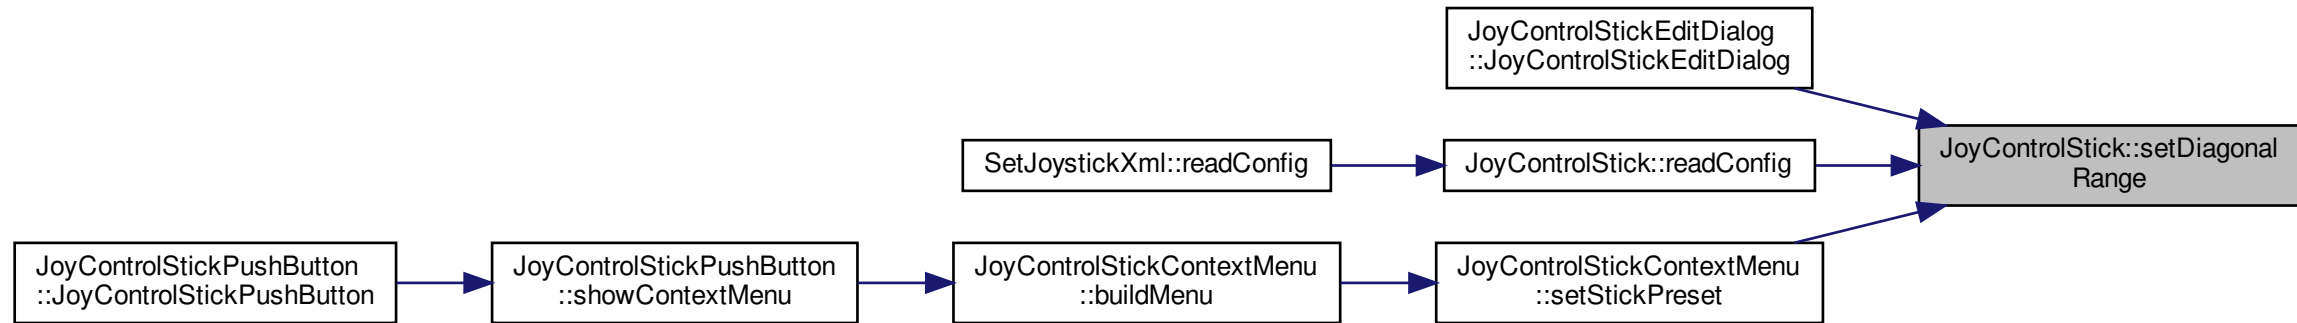 JoyControlStickEditDialog
::JoyControlStickEditDialog
JoyControlStick::setDiagonal
Range
SetJoystickXml::readConfig
JoyControlStick::readConfig
JoyControlStickPushButton
::JoyControlStickPushButton
JoyControlStickPushButton
::showContextMenu
JoyControlStickContextMenu
::buildMenu
JoyControlStickContextMenu
::setStickPreset